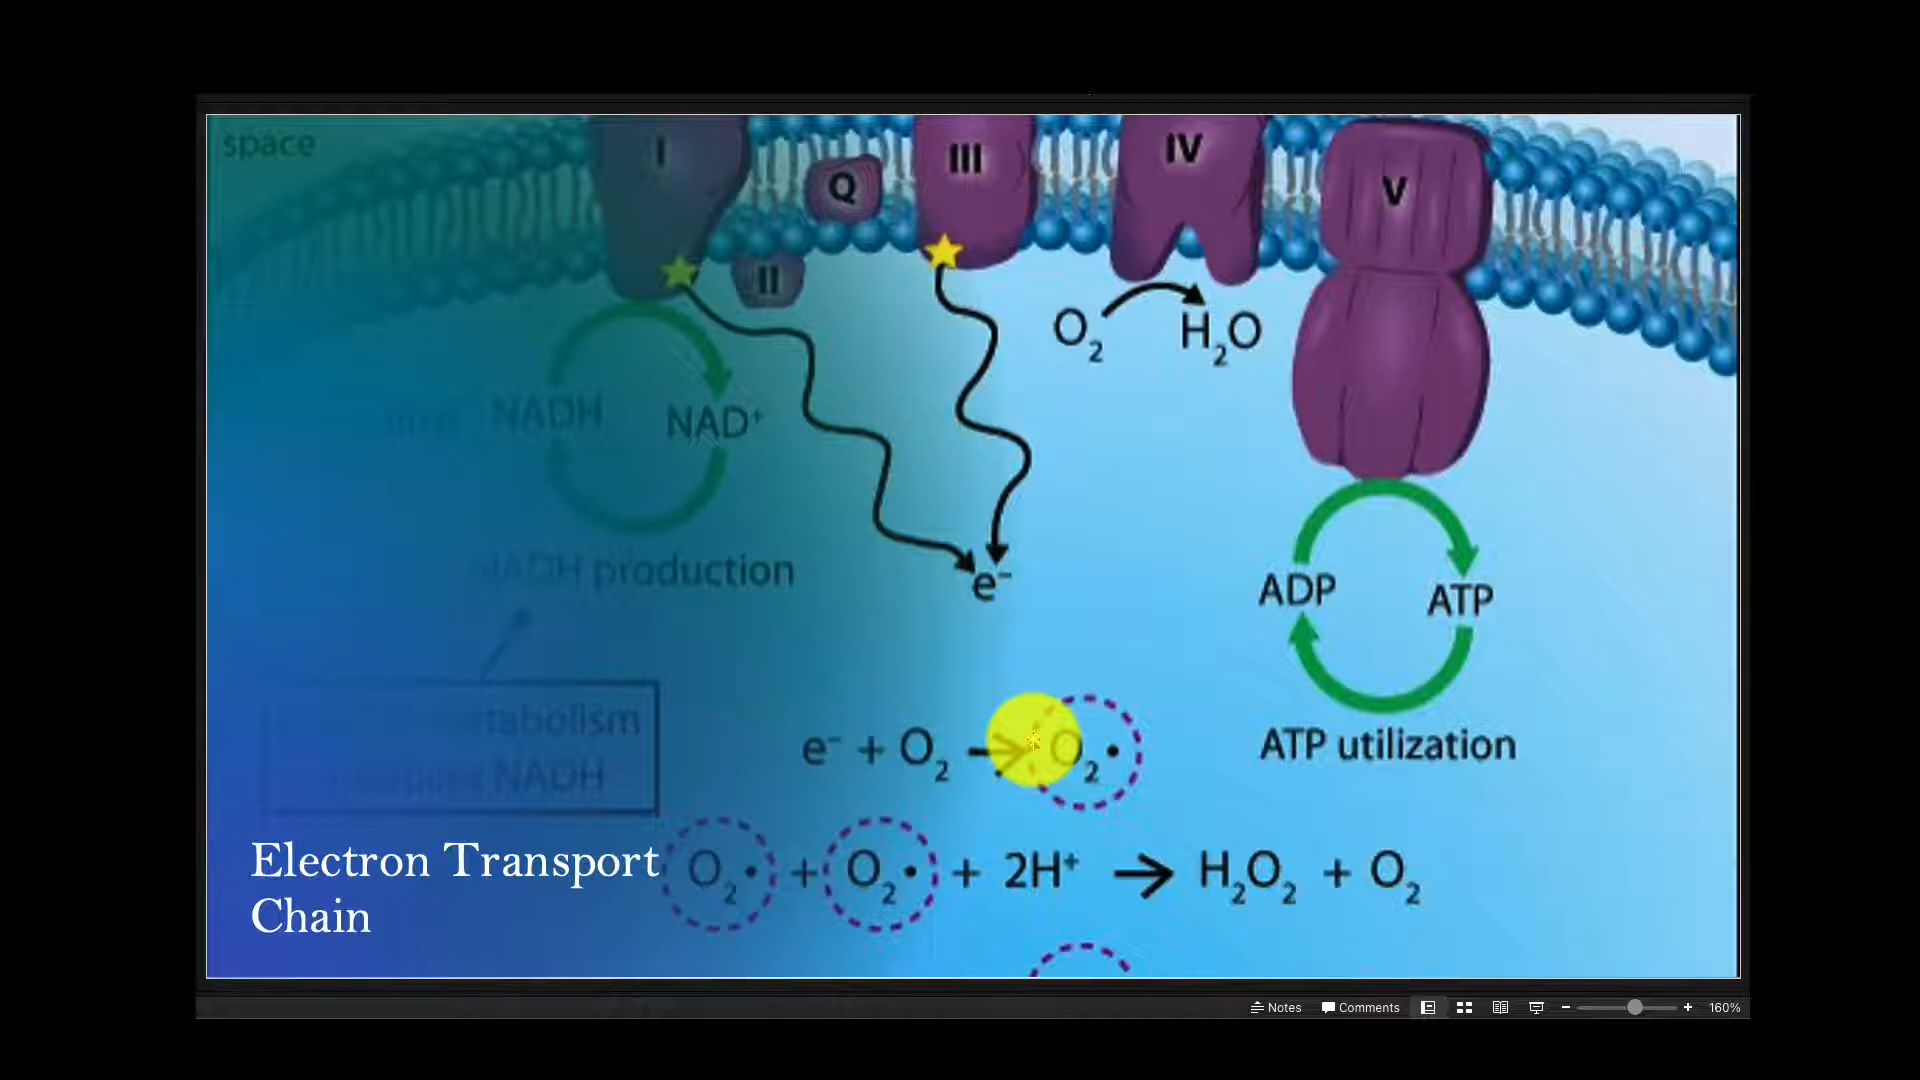 space
I
III
IV
Q
V
II
O₂ H₂O
NADH NAD⁺
NADH production
e⁻
ADP ATP
NADH
e⁻ + O₂ → O₂•
ATP utilization
Electron Transport
Chain
O₂• + O₂• + 2H⁺ → H₂O₂ + O₂
Notes Comments 160%